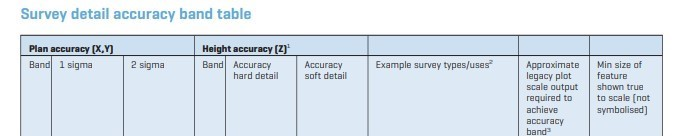 Survey detail accuracy band table
Plan accuracy (X,Y) Height accuracy (Z)¹
Band 1 sigma 2 sigma Band Accuracy hard detail Accuracy soft detail Example survey types/uses² Approximate legacy plot scale output required to achieve accuracy band³ Min size of feature shown true to scale (not symbolised)